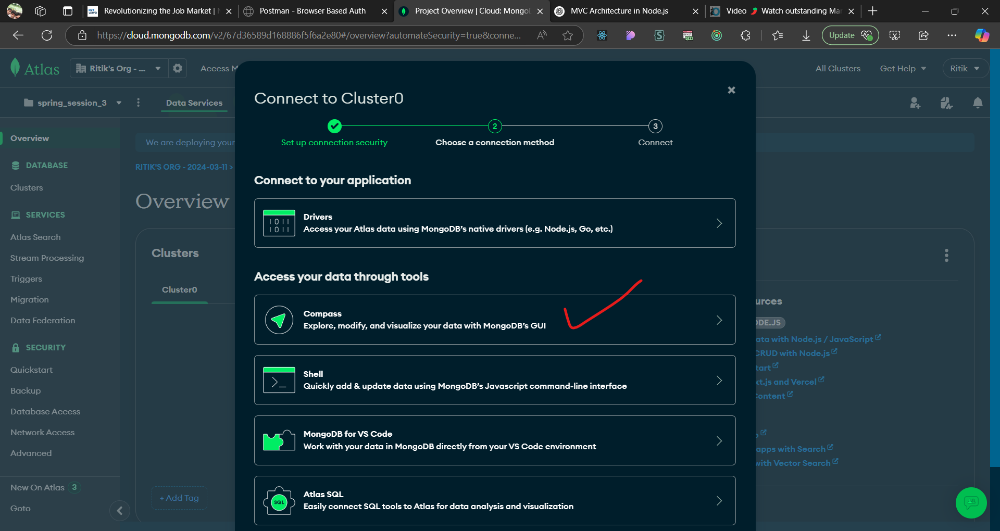 Revolutionizing the Job Market |
Postman - Browser Based Auth
Project Overview | Cloud: Mongo
MVC Architecture in Node.js
Video 🌶️ Watch outstanding Mar
https://cloud.mongodb.com/v2/67d36589d168886f5f6a2e80#/overview?automateSecurity=true&conne...
Update
Atlas
Ritik's Org - ...
Access M
All Clusters
Get Help
Ritik
spring_session_3
Data Services
Overview
DATABASE
Clusters
SERVICES
Atlas Search
Stream Processing
Triggers
Migration
Data Federation
SECURITY
Quickstart
Backup
Database Access
Network Access
Advanced
New On Atlas 3
Goto
We are deploying your
RITIK'S ORG - 2024-03-11 >
Overview
Clusters
Cluster0
+ Add Tag
Connect to Cluster0
2
3
Set up connection security
Choose a connection method
Connect
Connect to your application
1011
1011
Drivers
Access your Atlas data using MongoDB's native drivers (e.g. Node.js, Go, etc.)
Access your data through tools
Compass
Explore, modify, and visualize your data with MongoDB's GUI
Shell
Quickly add & update data using MongoDB's Javascript command-line interface
MongoDB for VS Code
Work with your data in MongoDB directly from your VS Code environment
SQL
Atlas SQL
Easily connect SQL tools to Atlas for data analysis and visualization
urces
DE.JS
ata with Node.js / JavaScript
CRUD with Node.js
tart
xt.js and Vercel
Content
apps with Search
with Vector Search